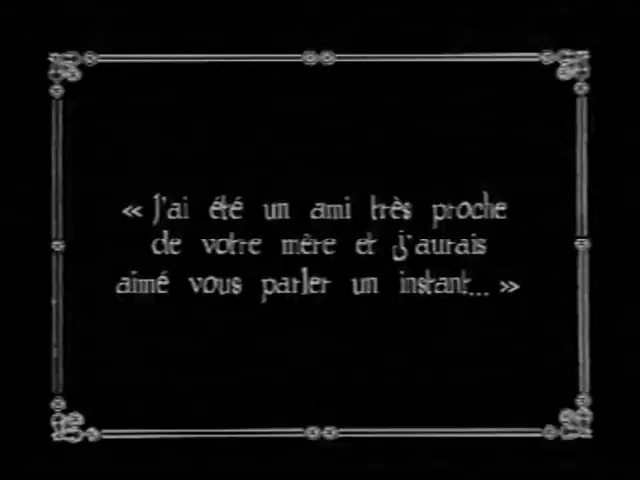 « J'ai été un ami très proche
de votre mère et j'aurais
aimé vous parler un instant... »